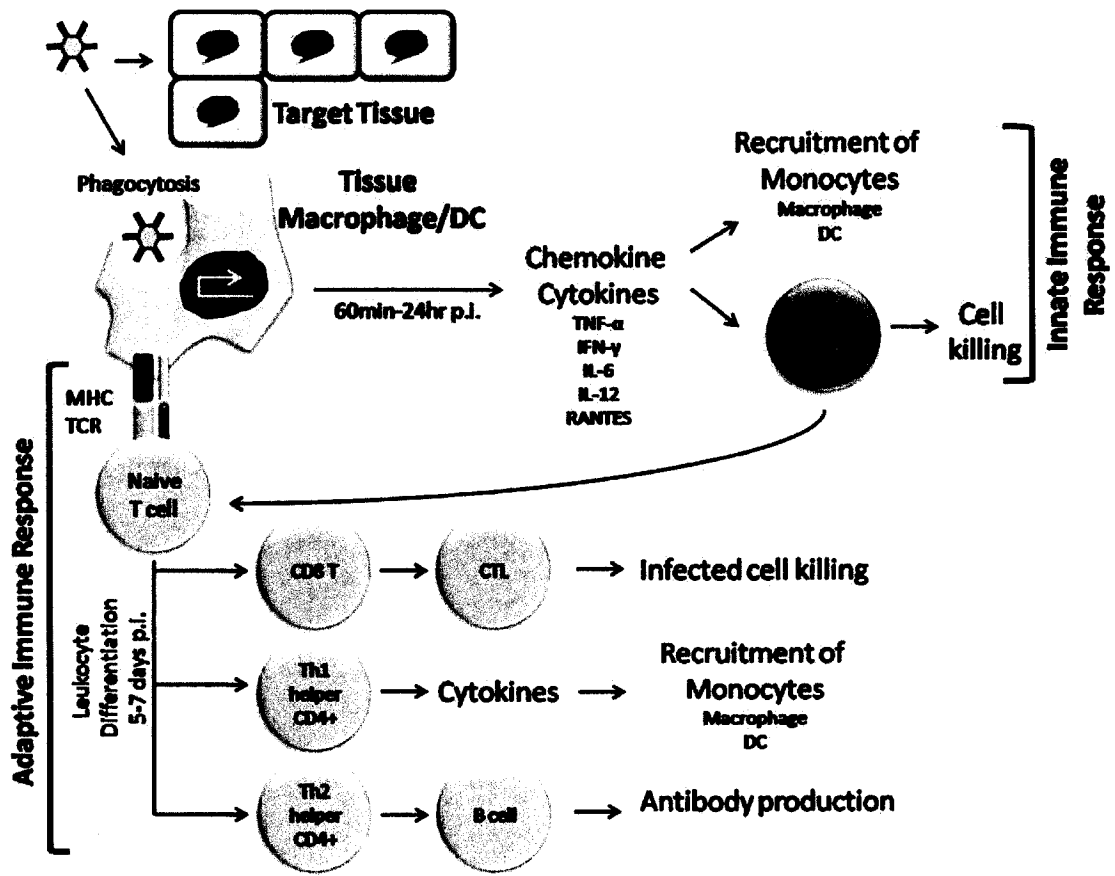 Target Tissue
Phagocytosis
Tissue
Macrophage/DC
60min-24hr p.i.
Chemokine
Cytokines
TNF-α
IFN-γ
IL-6
IL-12
RANTES
Recruitment of
Monocytes
Macrophage
DC
Cell
killing
Innate Immune
Response
MHC
TCR
Naive
T cell
Adaptive Immune Response
Leukocyte
Differentiation
5-7 days p.i.
CD8 T
CTL
Infected cell killing
Th1
helper
CD4+
Cytokines
Recruitment of
Monocytes
Macrophage
DC
Th2
helper
CD4+
B cell
Antibody production